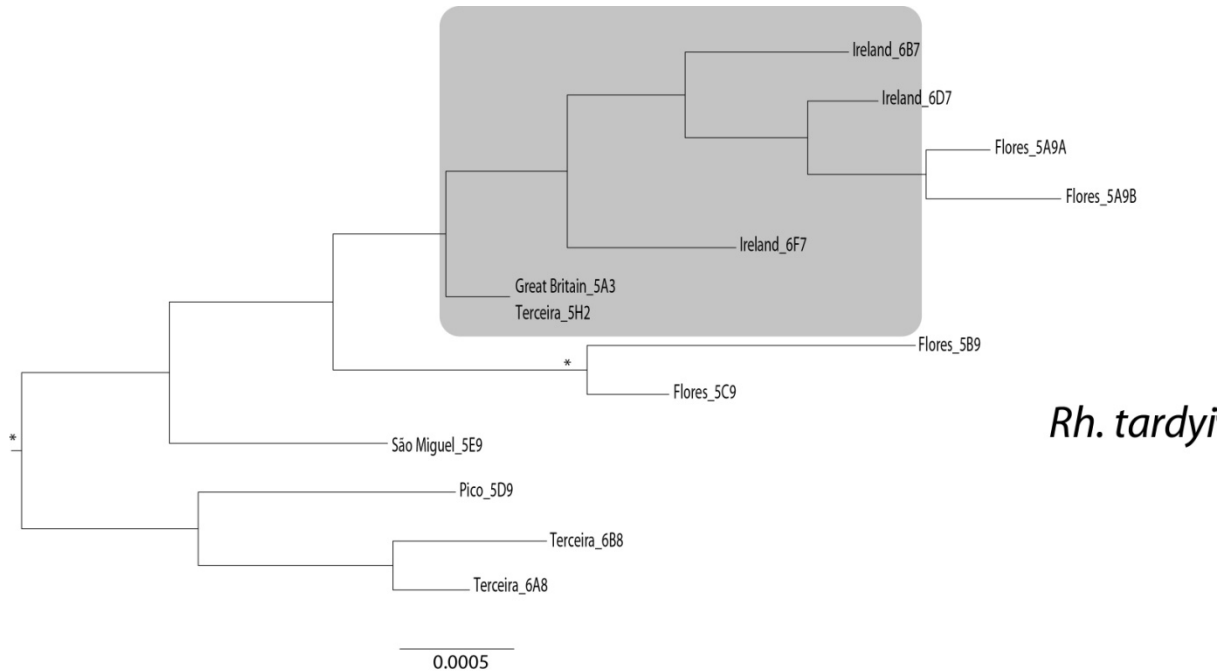 Ireland_6B7
Ireland_6D7
Flores_5A9A
Flores_5A9B
Ireland_6F7
Great Britain_5A3
Terceira_5H2
Flores_5B9
*
Flores_5C9
Rh. tardyi
*
São Miguel_5E9
Pico_5D9
Terceira_6B8
Terceira_6A8
0.0005